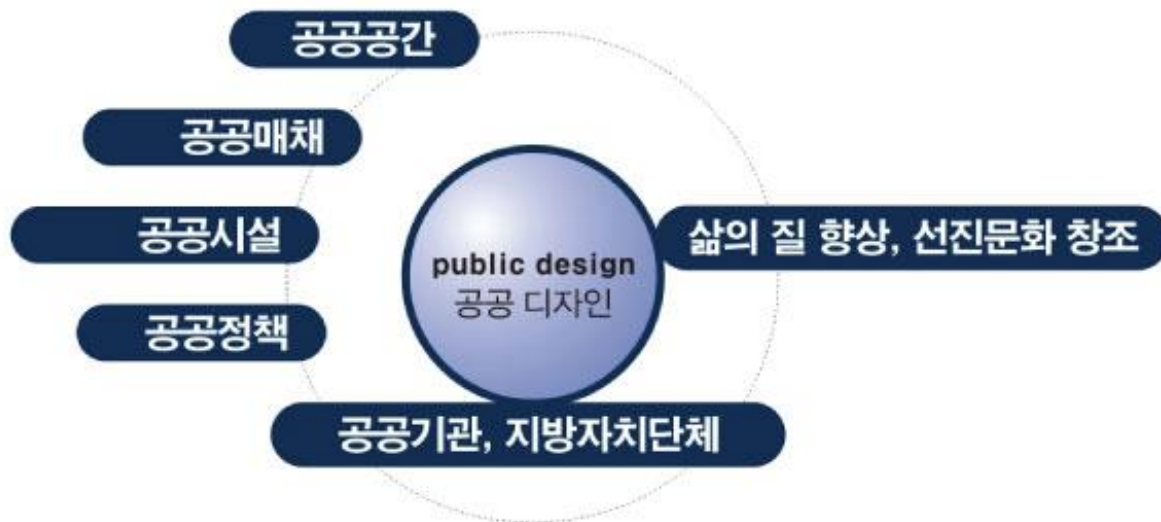 공공공간
공공매채
공공시설
삶의 질 향상, 선진문화 창조
public design
공공 디자인
공공정책
공공기관, 지방자치단체